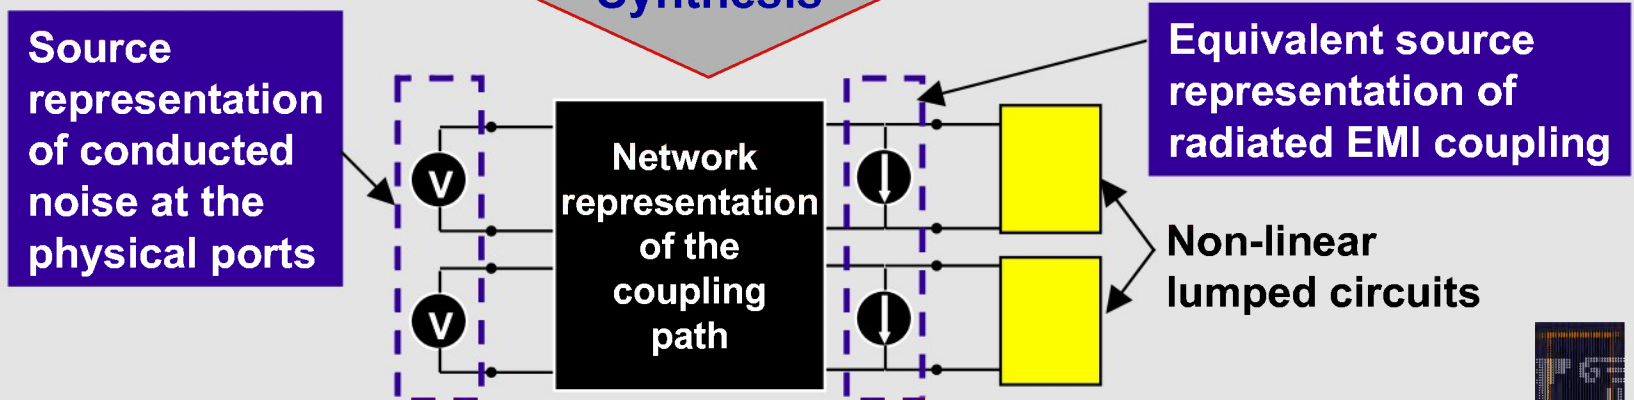 Synthesis
Source
representation
of conducted
noise at the
physical ports
V
V
Network
representation
of the
coupling
path
Equivalent source
representation of
radiated EMI coupling
Non-linear
lumped circuits